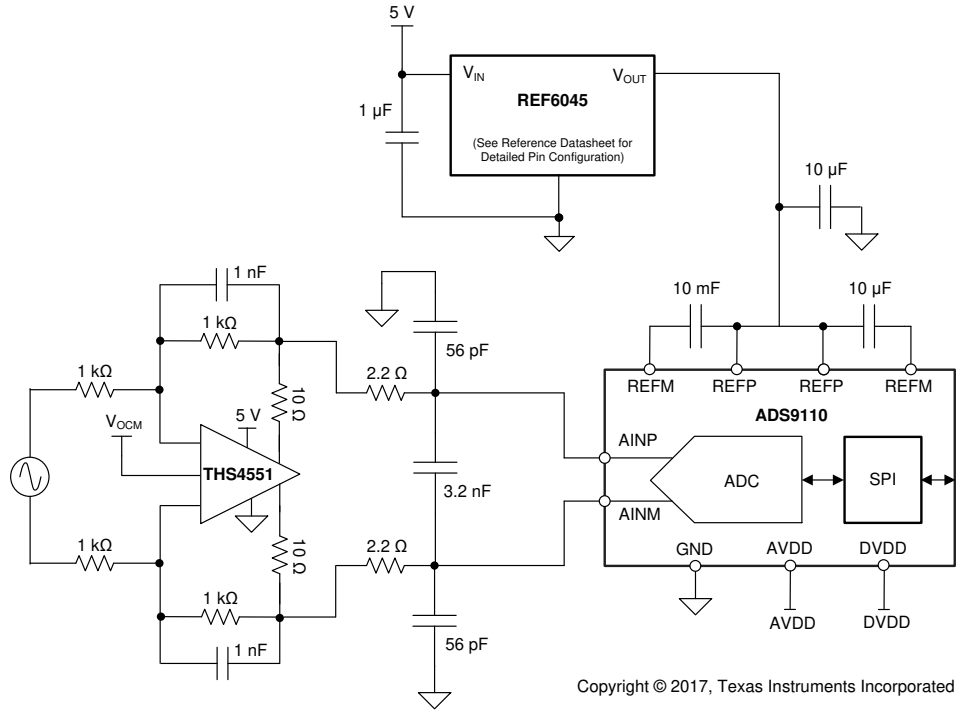 5 V
V_IN
V_OUT
REF6045
1 µF
(See Reference Datasheet for
Detailed Pin Configuration)
10 µF
1 nF
1 kΩ
1 kΩ
10 Ω
56 pF
2.2 Ω
10 mF
10 µF
REFM
REFP
REFP
REFM
ADS9110
V_OCM
5 V
THS4551
3.2 nF
AINP
ADC
SPI
AINM
1 kΩ
10 Ω
2.2 Ω
1 kΩ
1 nF
56 pF
GND
AVDD
DVDD
AVDD
DVDD
Copyright © 2017, Texas Instruments Incorporated